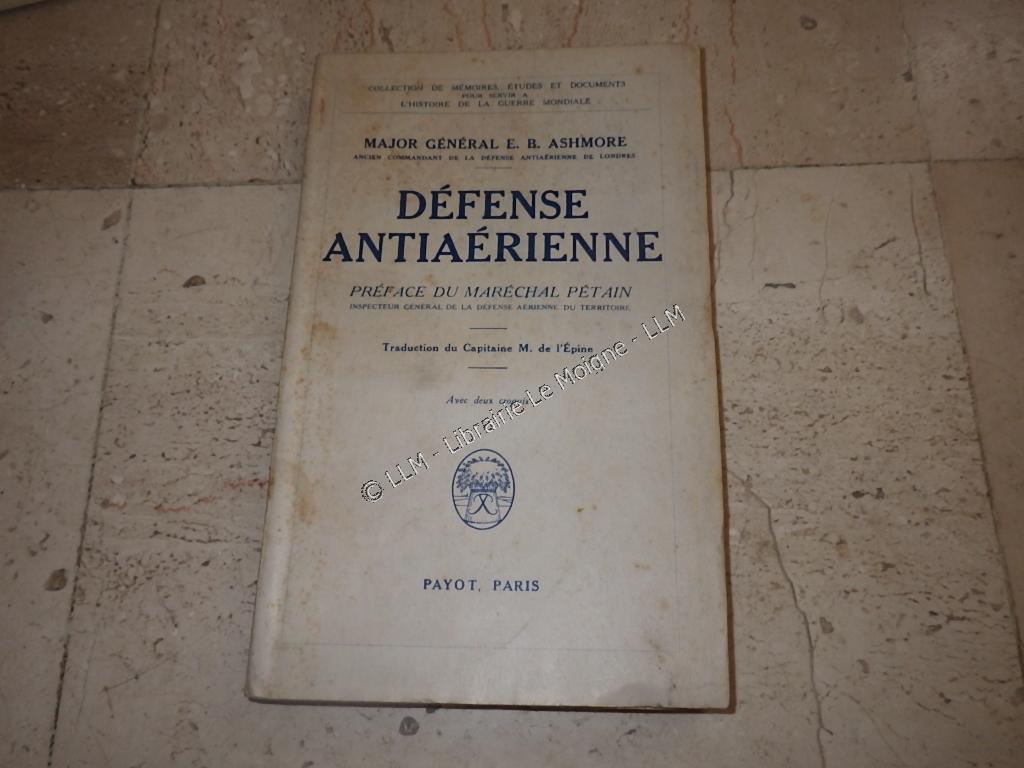 COLLECTION DE MÉMOIRES, ÉTUDES ET DOCUMENTS
POUR SERVIR A
L'HISTOIRE DE LA GUERRE MONDIALE
MAJOR GÉNÉRAL E. B. ASHMORE
ANCIEN COMMANDANT DE LA DÉFENSE ANTIAÉRIENNE DE LONDRES
DÉFENSE
ANTIAÉRIENNE
PRÉFACE DU MARÉCHAL PÉTAIN
INSPECTEUR GÉNÉRAL DE LA DÉFENSE AÉRIENNE DU TERRITOIRE
Traduction du Capitaine M. de l'Épine
Avec deux croquis
© LLM - Librairie Le Moigne - LLM
PAYOT, PARIS